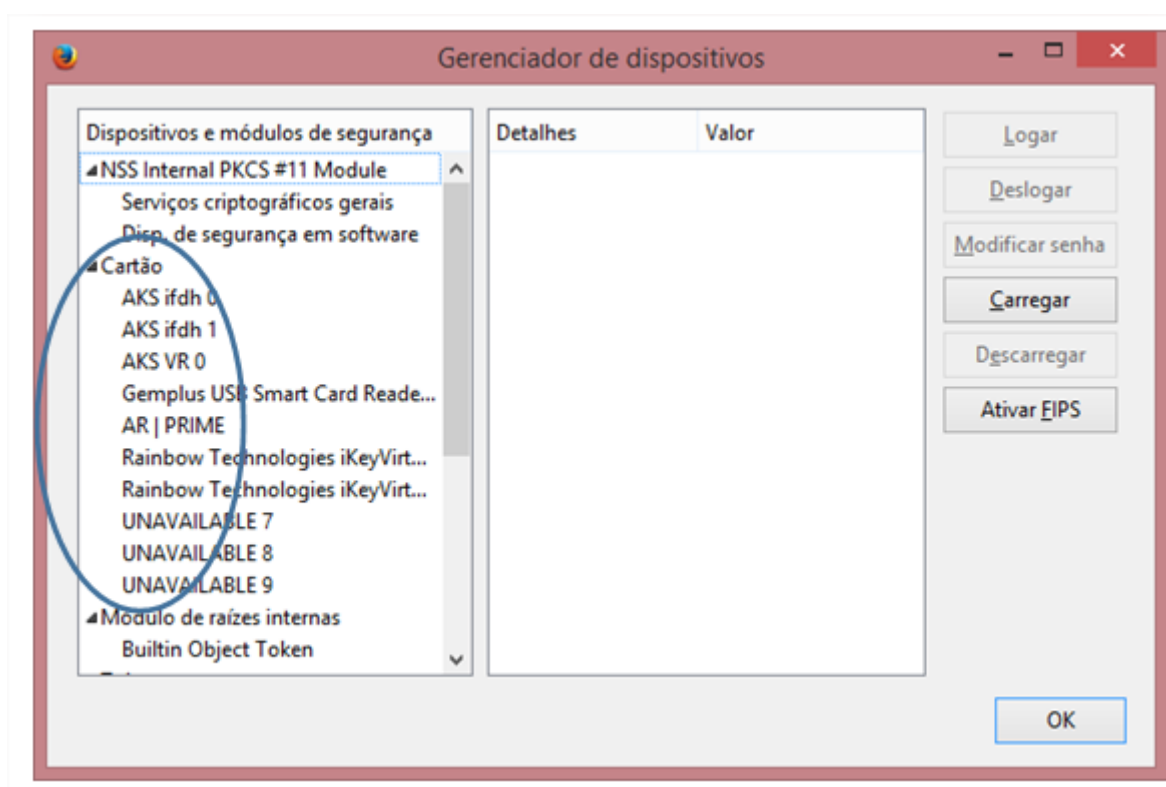 Gerenciador de dispositivos
Dispositivos e módulos de segurança
Detalhes Valor
NSS Internal PKCS #11 Module
Serviços criptográficos gerais
Disp. de segurança em software
Cartão
AKS ifdh 0
AKS ifdh 1
AKS VR 0
Gemplus USB Smart Card Reade...
AR | PRIME
Rainbow Technologies iKeyVirt...
Rainbow Technologies iKeyVirt...
UNAVAILABLE 7
UNAVAILABLE 8
UNAVAILABLE 9
Módulo de raízes internas
Builtin Object Token
Logar
Deslogar
Modificar senha
Carregar
Descarregar
Ativar FIPS
OK